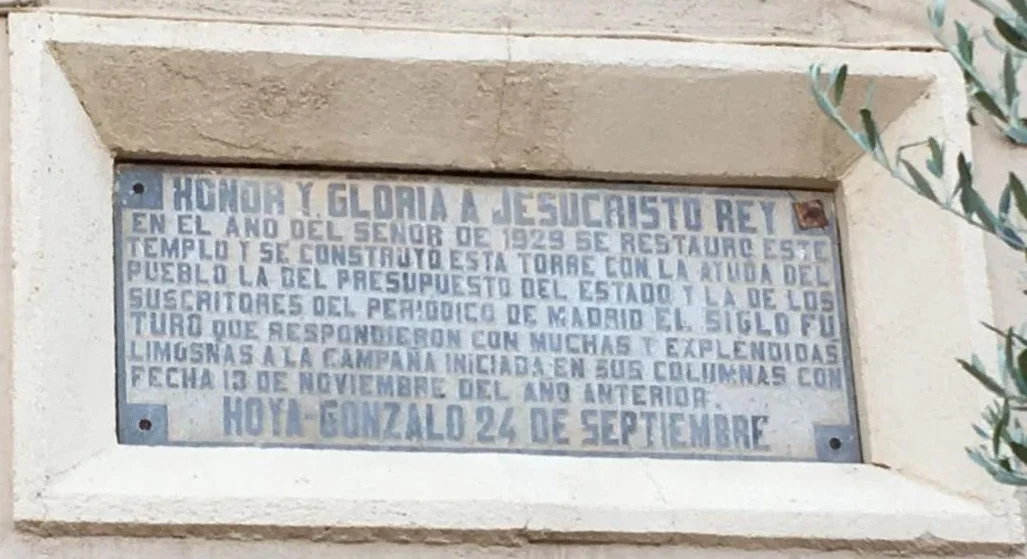 HONOR Y GLORIA A JESUCRISTO REY
EN EL AÑO DEL SEÑOR DE 1929 SE RESTAURO ESTE
TEMPLO Y SE CONSTRUYO ESTA TORRE CON LA AYUDA DEL
PUEBLO LA DEL PRESUPUESTO DEL ESTADO Y LA DE LOS
SUSCRITORES DEL PERIODICO DE MADRID EL SIGLO FU
TURO QUE RESPONDIERON CON MUCHAS Y EXPLENDIDAS
LIMOSNAS A LA CAMPAÑA INICIADA EN SUS COLUMNAS CON
FECHA 13 DE NOVIEMBRE DEL AÑO ANTERIOR.
HOYA-GONZALO 24 DE SEPTIEMBRE